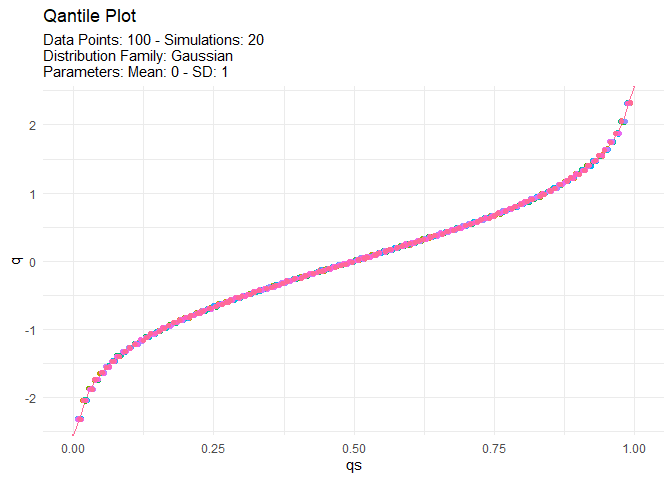 Qantile Plot
Data Points: 100 - Simulations: 20
Distribution Family: Gaussian
Parameters: Mean: 0 - SD: 1
2
1
0
-1
-2
q
0.00 0.25 0.50 0.75 1.00
qs